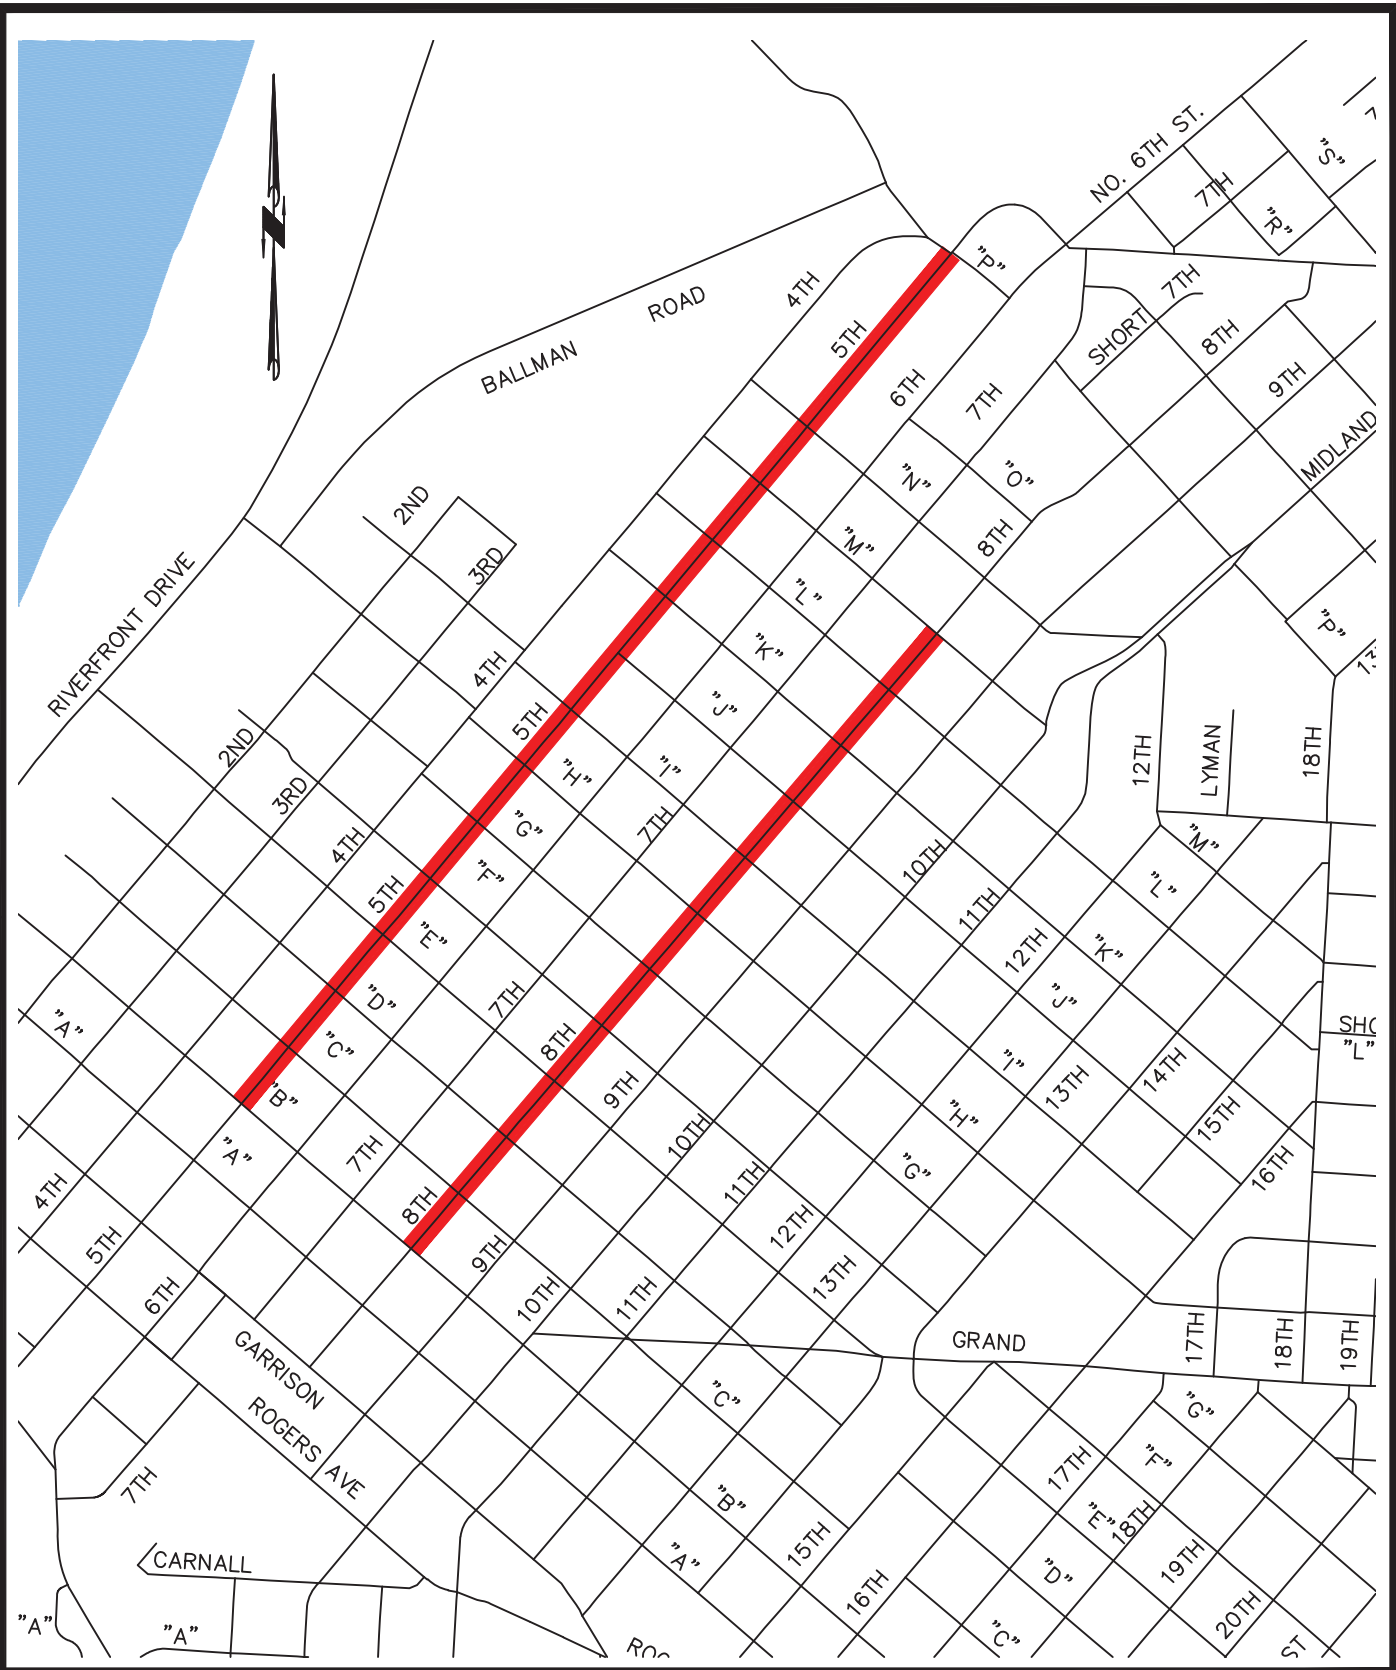 NO. 6TH ST.
"S"
7TH
"R"
"P"
7TH
4TH
ROAD
5TH
SHORT
8TH
BALLMAN
6TH
7TH
9TH
MIDLAND
"N"
"O"
2ND
"M"
8TH
3RD
RIVERFRONT DRIVE
"L"
"P"
"K"
4TH
"J"
5TH
2ND
"H"
"I"
12TH
LYMAN
18TH
3RD
"G"
7TH
4TH
"F"
"M"
10TH
"L"
5TH
11TH
"E"
12TH
"K"
"D"
7TH
"J"
"A"
"C"
8TH
"L"
"I"
14TH
"B"
9TH
13TH
"H"
15TH
"A"
7TH
10TH
"G"
16TH
4TH
8TH
11TH
5TH
9TH
12TH
6TH
10TH
11TH
13TH
GRAND
17TH
18TH
19TH
GARRISON
"C"
"G"
ROGERS AVE
17TH
"F"
7TH
"B"
"E"
18TH
15TH
"A"
CARNALL
"D"
19TH
16TH
20TH
"A"
"A"
"C"
ST